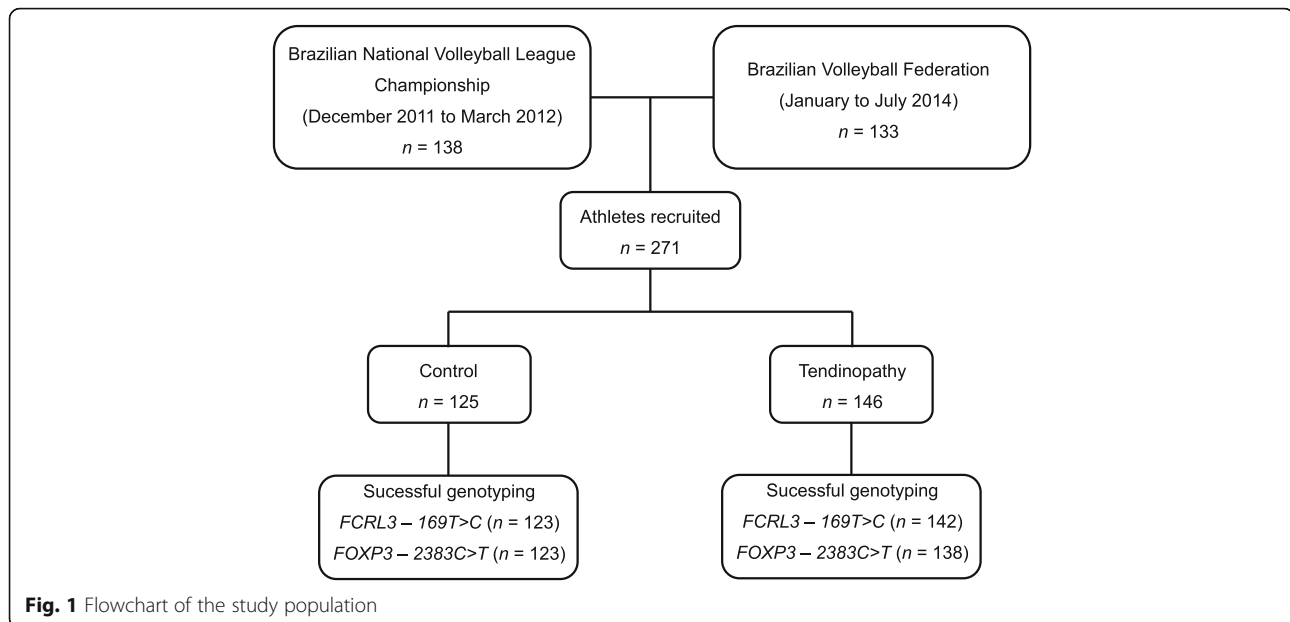 Brazilian National Volleyball League
Championship
(December 2011 to March 2012)
n = 138
Brazilian Volleyball Federation
(January to July 2014)
n = 133
Athletes recruited
n = 271
Control
n = 125
Tendinopathy
n = 146
Sucessful genotyping
FCRL3 – 169T>C (n = 123)
FOXP3 – 2383C>T (n = 123)
Sucessful genotyping
FCRL3 – 169T>C (n = 142)
FOXP3 – 2383C>T (n = 138)
Fig. 1 Flowchart of the study population